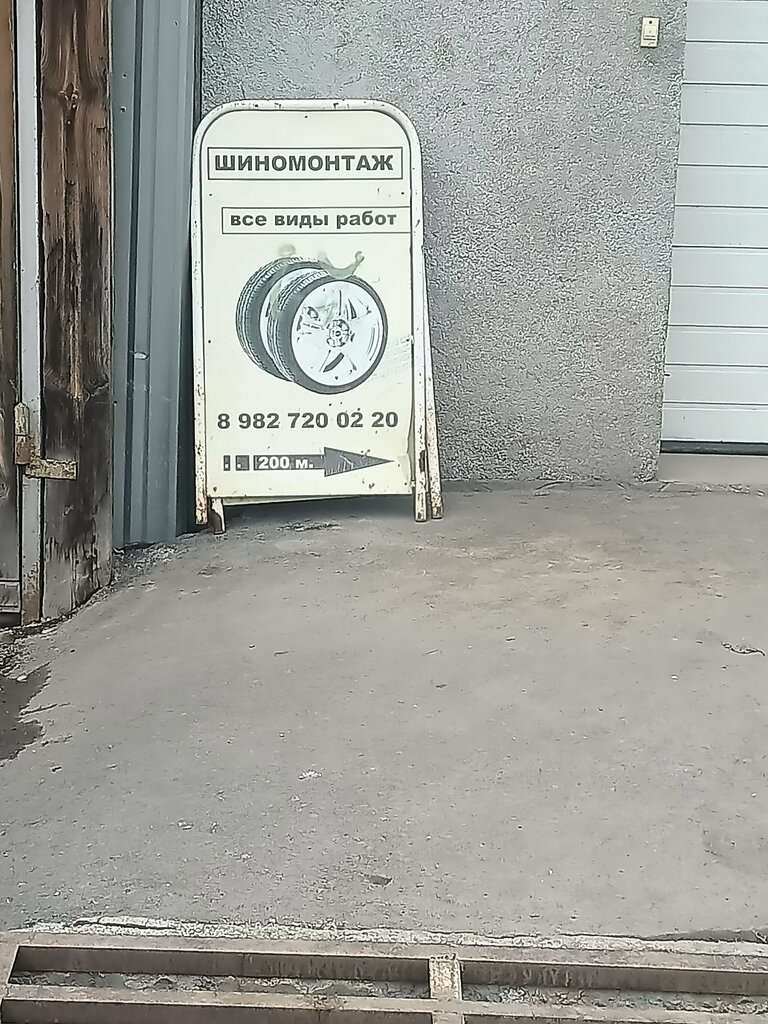 ШИНОМОНТАЖ
все виды работ
8 982 720 02 20
200 м.